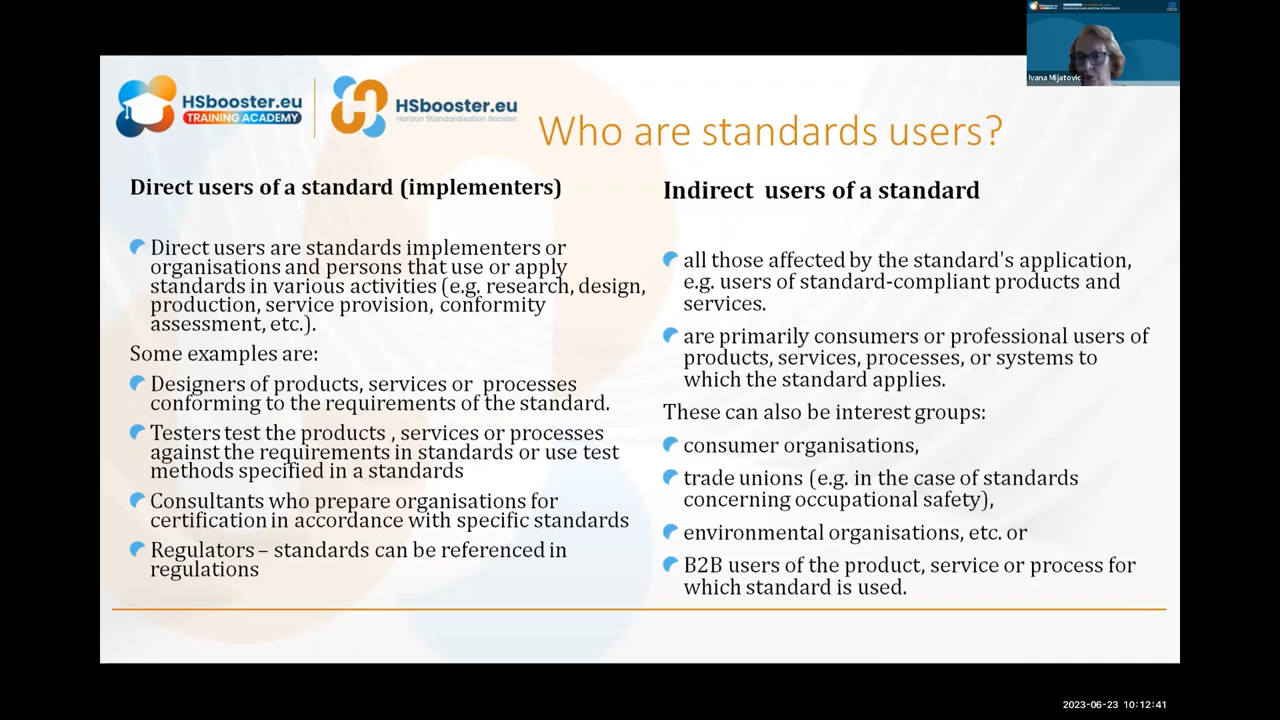 HSbooster.eu
TRAINING ACADEMY
HSbooster.eu
Horizon Standardisation Booster
Who are standards users?
Ivana Mijatovic
Direct users of a standard (implementers)
Direct users are standards implementers or
organisations and persons that use or apply
standards in various activities (e.g. research, design,
production, service provision, conformity
assessment, etc.).
Some examples are:
Designers of products, services or processes
conforming to the requirements of the standard.
Testers test the products , services or processes
against the requirements in standards or use test
methods specified in a standards
Consultants who prepare organisations for
certification in accordance with specific standards
Regulators – standards can be referenced in
regulations
Indirect users of a standard
all those affected by the standard's application,
e.g. users of standard-compliant products and
services.
are primarily consumers or professional users of
products, services, processes, or systems to
which the standard applies.
These can also be interest groups:
consumer organisations,
trade unions (e.g. in the case of standards
concerning occupational safety),
environmental organisations, etc. or
B2B users of the product, service or process for
which standard is used.
2023-06-23 10:12:41